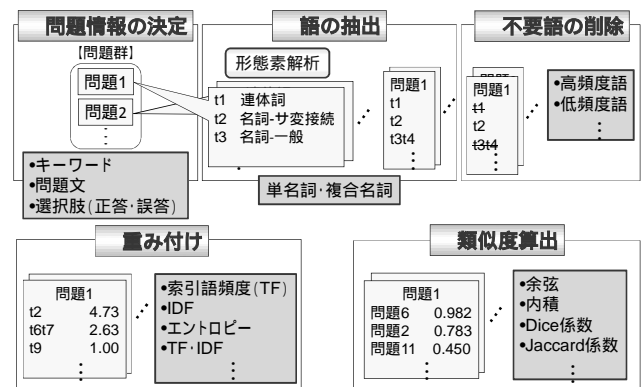 問題情報の決定
【問題群】
問題1
問題2
⋮
•キーワード
•問題文
•選択肢(正答･誤答)
語の抽出
形態素解析
t1 連体詞
t2 名詞-サ変接続
t3 名詞-一般
⋮
問題1
t1
t2
t3t4
⋮
単名詞･複合名詞
不要語の削除
問題1
t1
t2
t3t4
⋮
•高頻度語
•低頻度語
⋮
重み付け
問題1
t2 4.73
t6t7 2.63
t9 1.00
⋮
•索引語頻度(TF)
•IDF
•エントロピー
•TF･IDF
⋮
類似度算出
問題1
問題6 0.982
問題2 0.783
問題11 0.450
⋮
•余弦
•内積
•Dice係数
•Jaccard係数
⋮